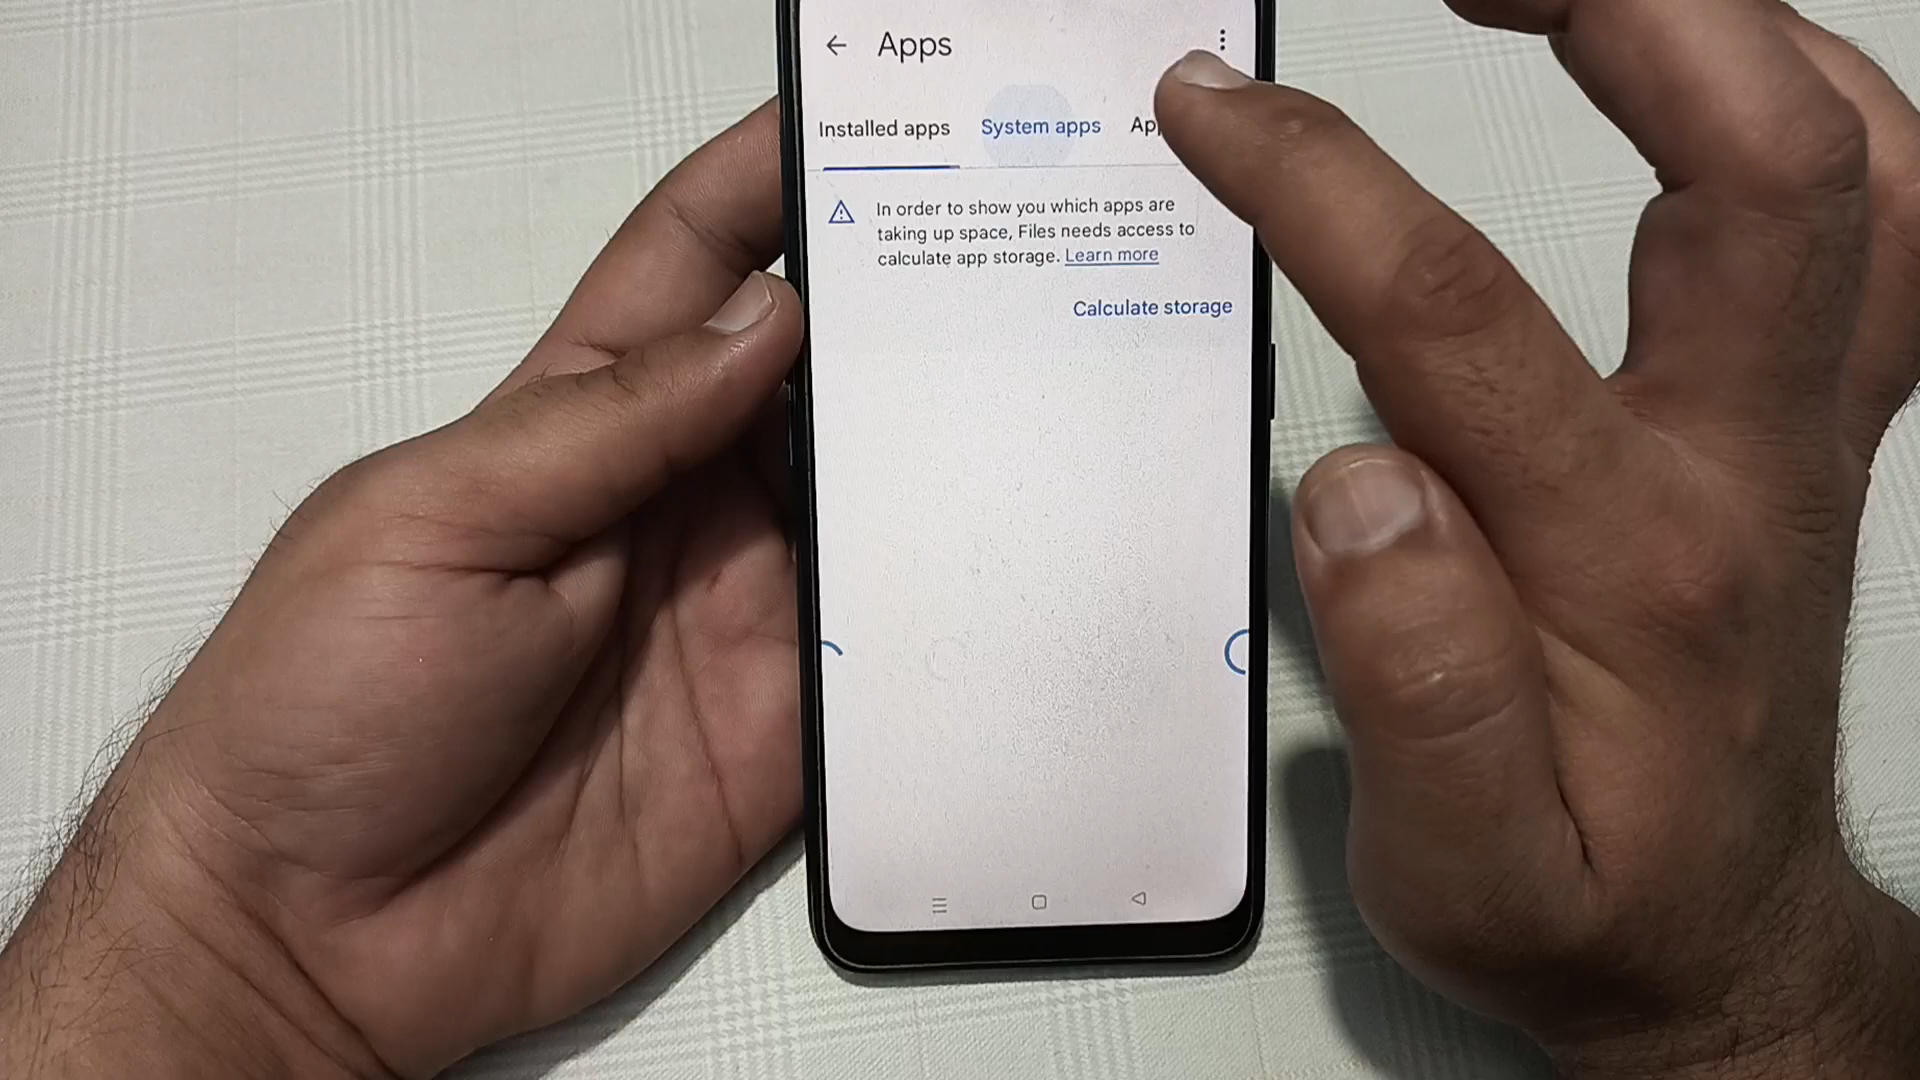 Apps
Installed apps System apps
In order to show you which apps are
taking up space, Files needs access to
calculate app storage. Learn more
Calculate storage